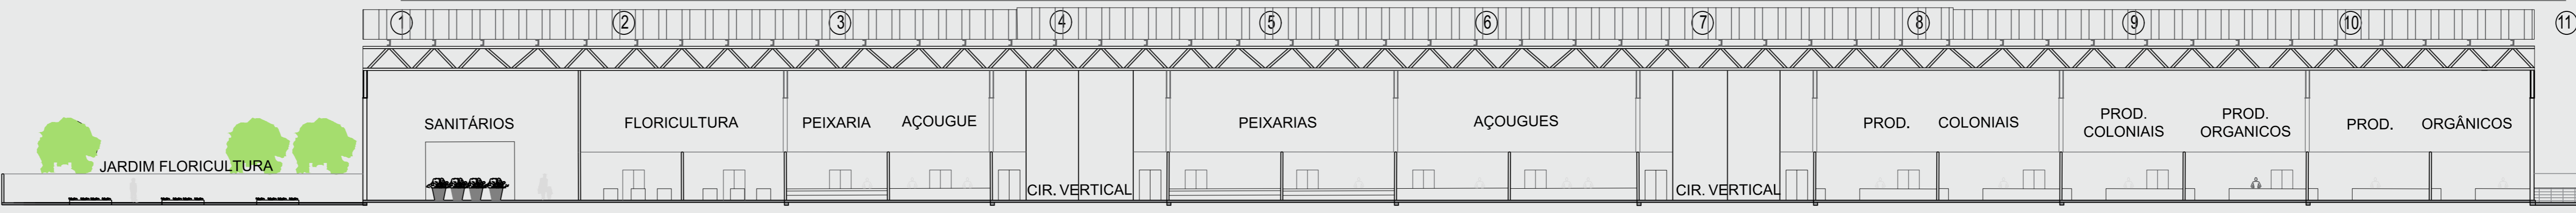 1 2 3 4 5 6 7 8 9 10 11
JARDIM FLORICULTURA
SANITÁRIOS
FLORICULTURA
PEIXARIA
AÇOUGUE
CIR. VERTICAL
PEIXARIAS
AÇOUGUES
CIR. VERTICAL
PROD. COLONIAIS
PROD.
COLONIAIS
PROD.
ORGANICOS
PROD. ORGÂNICOS